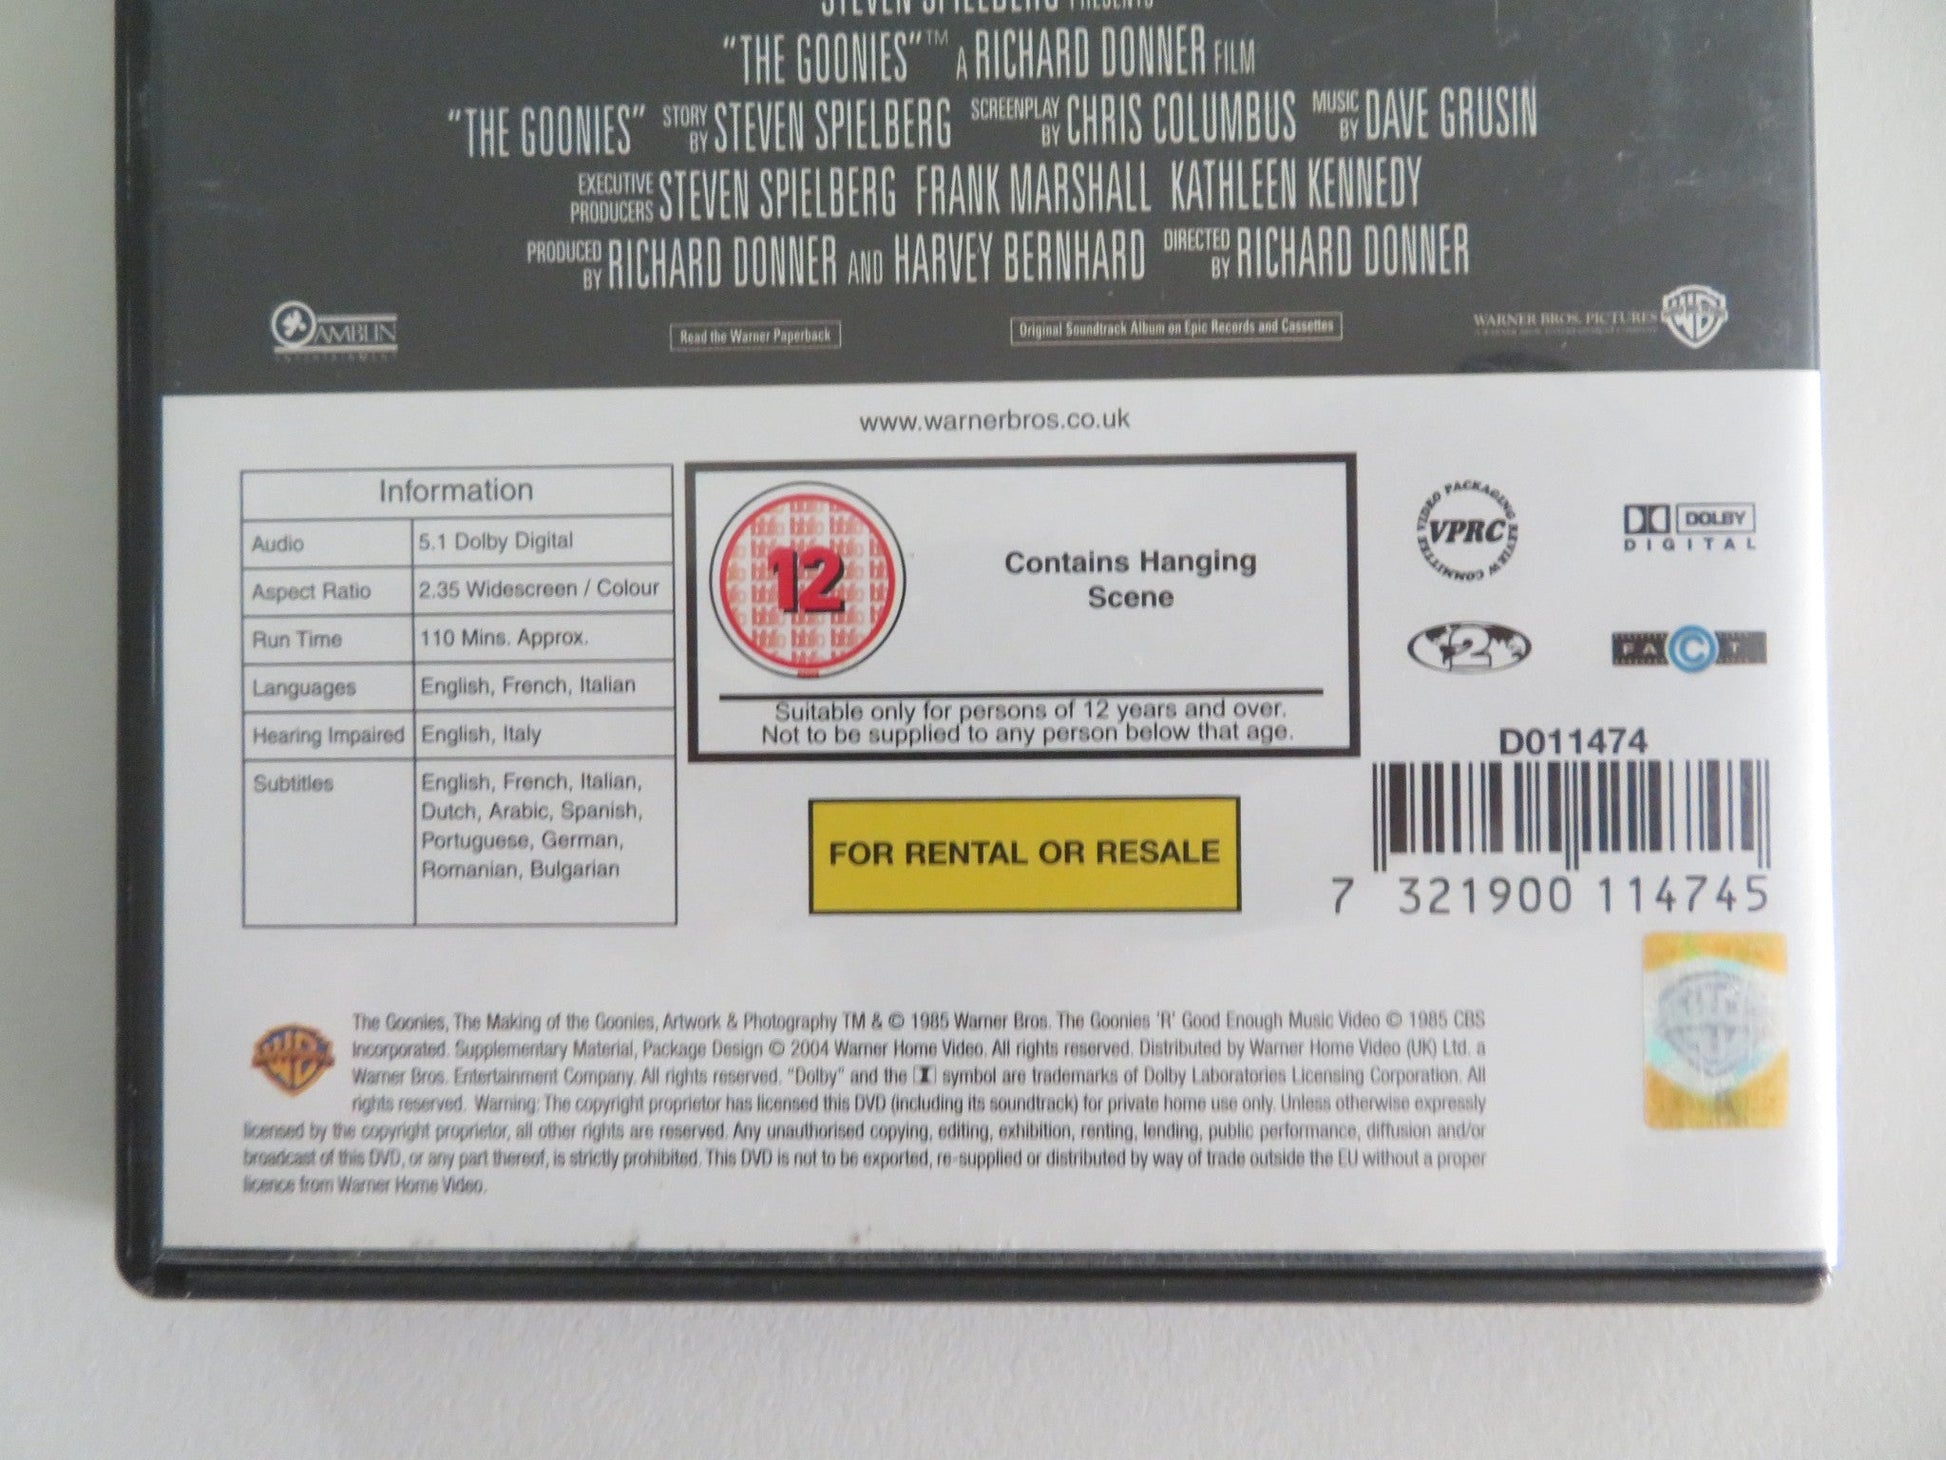 STEVEN SPIELBERG PRESENTS
"THE GOONIES"™ A RICHARD DONNER FILM
"THE GOONIES" STORY BY STEVEN SPIELBERG SCREENPLAY BY CHRIS COLUMBUS MUSIC BY DAVE GRUSIN
EXECUTIVE PRODUCERS STEVEN SPIELBERG FRANK MARSHALL KATHLEEN KENNEDY
PRODUCED BY RICHARD DONNER AND HARVEY BERNHARD DIRECTED BY RICHARD DONNER
AMBLIN
ENTERTAINMENT
Read the Warner Paperback
Original Soundtrack Album on Epic Records and Cassettes
WARNER BROS. PICTURES
www.warnerbros.co.uk
Information
Audio 5.1 Dolby Digital
Aspect Ratio 2.35 Widescreen / Colour
Run Time 110 Mins. Approx.
Languages English, French, Italian
Hearing Impaired English, Italy
Subtitles English, French, Italian,
Dutch, Arabic, Spanish,
Portuguese, German,
Romanian, Bulgarian
12
Contains Hanging
Scene
Suitable only for persons of 12 years and over.
Not to be supplied to any person below that age.
FOR RENTAL OR RESALE
VIDEO PACKAGING REVIEW COMMITTEE
VPRC
DOLBY
DIGITAL
2
FACT
D011474
7 321900 114745
The Goonies, The Making of the Goonies, Artwork & Photography TM & © 1985 Warner Bros. The Goonies 'R' Good Enough Music Video © 1985 CBS
Incorporated. Supplementary Material, Package Design © 2004 Warner Home Video. All rights reserved. Distributed by Warner Home Video (UK) Ltd. a
Warner Bros. Entertainment Company. All rights reserved. "Dolby" and the symbol are trademarks of Dolby Laboratories Licensing Corporation. All
rights reserved. Warning: The copyright proprietor has licensed this DVD (including its soundtrack) for private home use only. Unless otherwise expressly
licensed by the copyright proprietor, all other rights are reserved. Any unauthorised copying, editing, exhibition, renting, lending, public performance, diffusion and/or
broadcast of this DVD, or any part thereof, is strictly prohibited. This DVD is not to be exported, re-supplied or distributed by way of trade outside the EU without a proper
licence from Warner Home Video.